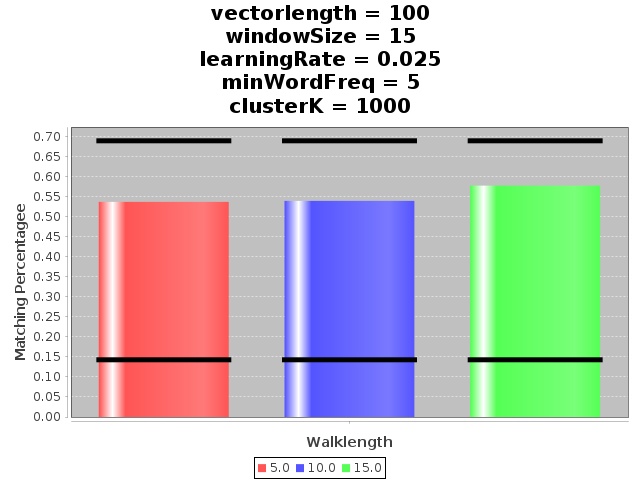 vectorlength = 100
windowSize = 15
learningRate = 0.025
minWordFreq = 5
clusterK = 1000
0.70
0.65
0.60
0.55
0.50
0.45
0.40
0.35
0.30
0.25
0.20
0.15
0.10
0.05
0.00
Matching Percentagee
Walklength
5.0 10.0 15.0